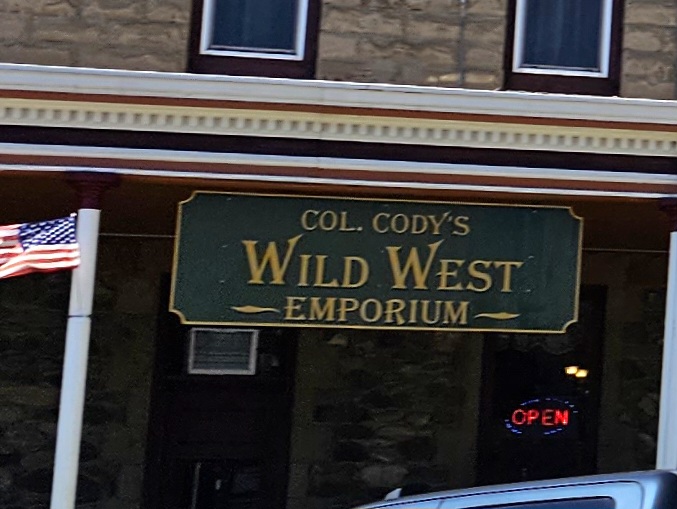 COL. CODY'S
WILD WEST
EMPORIUM
OPEN